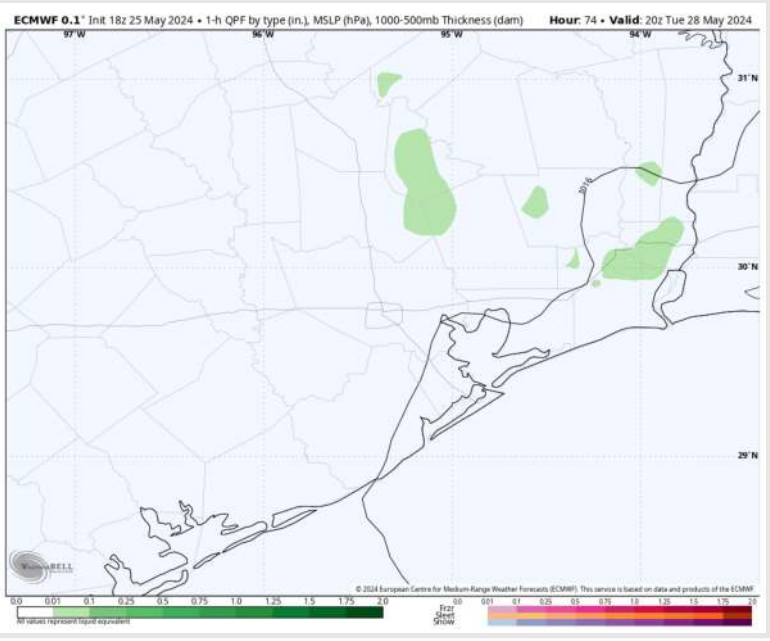 ECMWF 0.1° Init 18z 25 May 2024 • 1-h QPF by type (in.), MSLP (hPa), 1000-500mb Thickness (dam) Hour: 74 • Valid: 20z Tue 28 May 2024
97°W 96°W 95°W 94°W
31°N
1016
30°N
29°N
WeatherBELL
© 2024 European Centre for Medium-Range Weather Forecasts (ECMWF). This service is based on data and products of the ECMWF
0.0 0.01 0.1 0.25 0.5 0.75 1.0 1.25 1.5 1.75 2.0 0.0 0.01 0.1 0.25 0.5 0.75 1.0 1.25 1.5 1.75 2.0
Frzr
Sleet
Snow
All values represent liquid equivalent